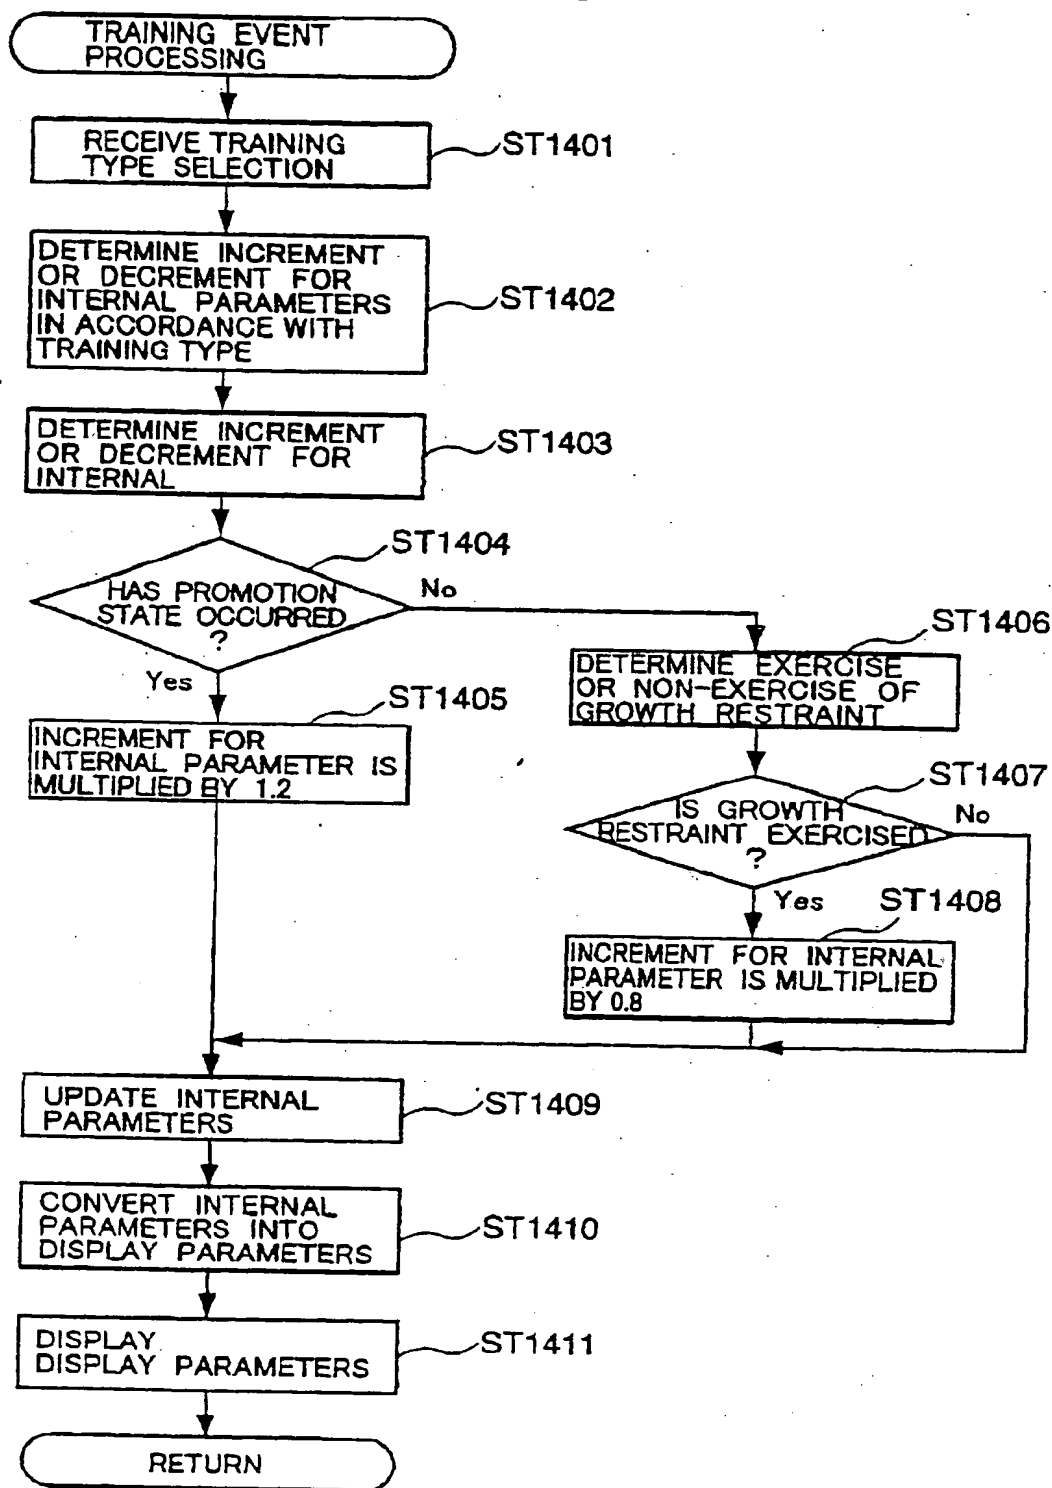 TRAINING EVENT
PROCESSING
RECEIVE TRAINING
TYPE SELECTION
ST1401
DETERMINE INCREMENT
OR DECREMENT FOR
INTERNAL PARAMETERS
IN ACCORDANCE WITH
TRAINING TYPE
ST1402
DETERMINE INCREMENT
OR DECREMENT FOR
INTERNAL
ST1403
ST1404
HAS PROMOTION
STATE OCCURRED
?
No
Yes
ST1405
INCREMENT FOR
INTERNAL PARAMETER IS
MULTIPLIED BY 1.2
ST1406
DETERMINE EXERCISE
OR NON-EXERCISE OF
GROWTH RESTRAINT
ST1407
IS GROWTH
RESTRAINT EXERCISED
?
No
Yes
ST1408
INCREMENT FOR INTERNAL
PARAMETER IS MULTIPLIED
BY 0.8
UPDATE INTERNAL
PARAMETERS
ST1409
CONVERT INTERNAL
PARAMETERS INTO
DISPLAY PARAMETERS
ST1410
DISPLAY
DISPLAY PARAMETERS
ST1411
RETURN